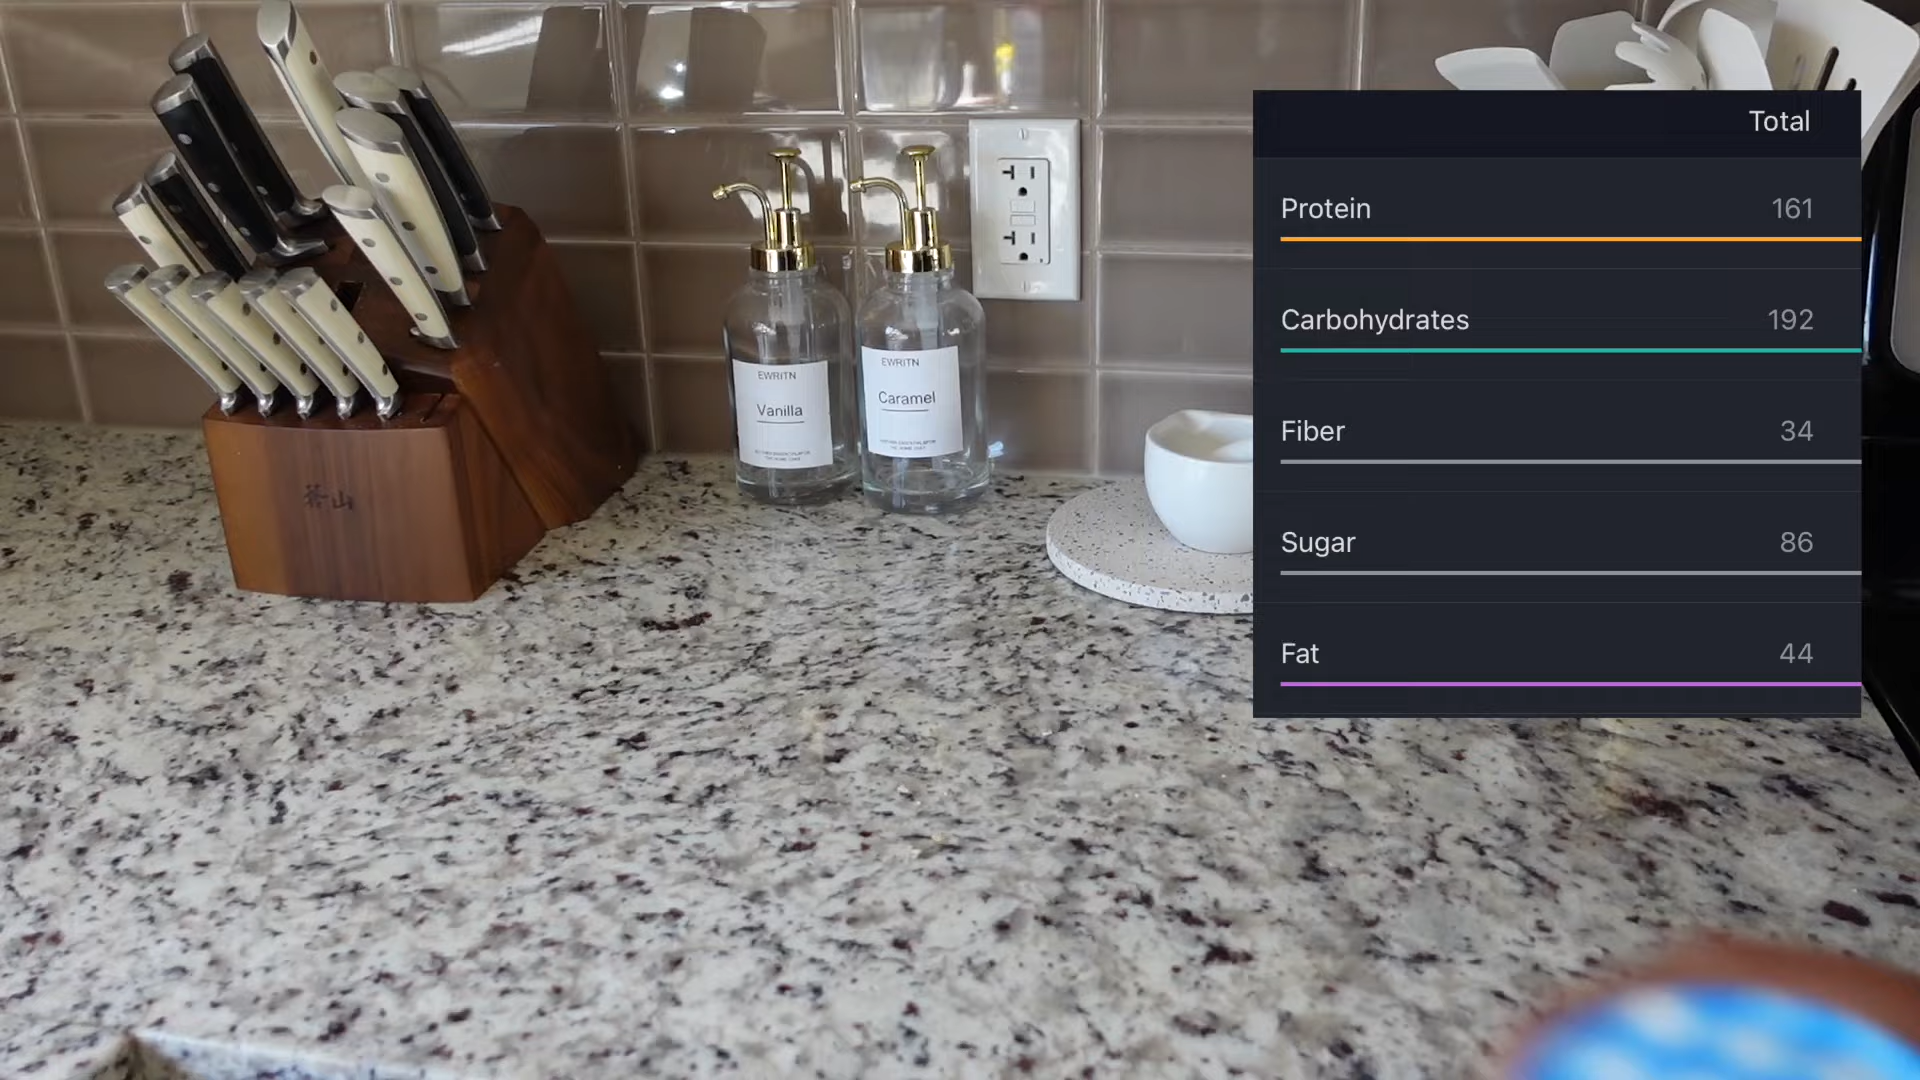 Total
Protein 161
Carbohydrates 192
Fiber 34
Sugar 86
Fat 44
EWRITN
Vanilla
EWRITN
Caramel